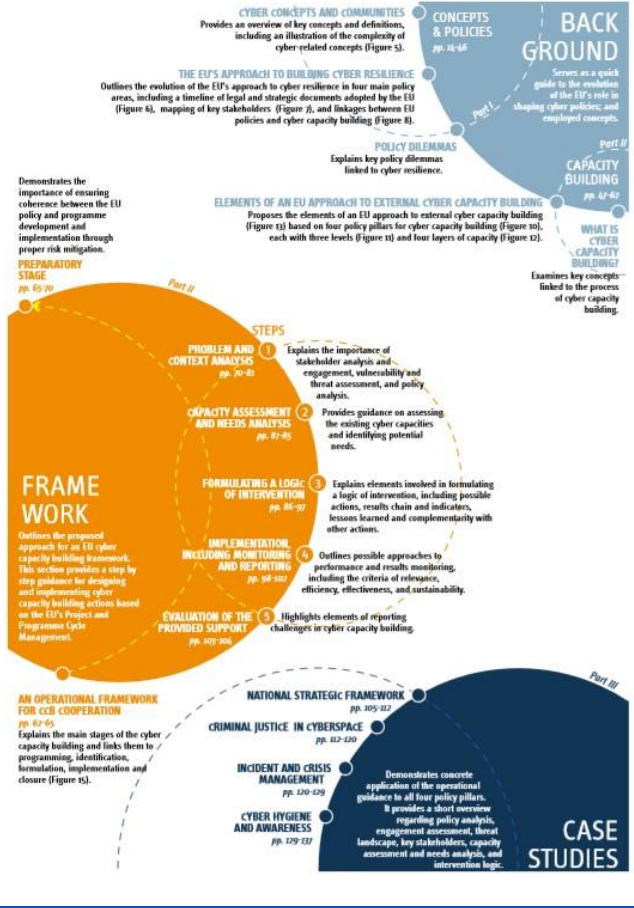 CYBER CONCEPTS AND COMMUNITIES
Provides an overview of key concepts and definitions,
including an illustration of the complexity of
cyber-related concepts (Figure 5).
CONCEPTS
& POLICIES
pp. 14-46
BACK
GROUND
Serves as a quick
guide to the evolution
of the EU's role in
shaping cyber policies; and
employed concepts.
THE EU'S APPROACH TO BUILDING CYBER RESILIENCE
Outlines the evolution of the EU's approach to cyber resilience in four main policy
areas, including a timeline of legal and strategic documents adopted by the EU
(Figure 6), mapping of key stakeholders (Figure 7), and linkages between EU
policies and cyber capacity building (Figure 8).
Part I
POLICY DILEMMAS
Explains key policy dilemmas
linked to cyber resilience.
Part II
CAPACITY
BUILDING
pp. 47-62
ELEMENTS OF AN EU APPROACH TO EXTERNAL CYBER CAPACITY BUILDING
Proposes the elements of an EU approach to external cyber capacity building
(Figure 13) based on four policy pillars for cyber capacity building (Figure 10),
each with three levels (Figure 11) and four layers of capacity (Figure 12).
WHAT IS
CYBER
CAPACITY
BUILDING?
Examines key concepts
linked to the process
of cyber capacity
building.
Demonstrates the
importance of ensuring
coherence between the EU
policy and programme
development and
implementation through
proper risk mitigation.
PREPARATORY
STAGE
pp. 65-70
Part II
STEPS
PROBLEM AND
CONTEXT ANALYSIS
pp. 70-81
1
Explains the importance of
stakeholder analysis and
engagement, vulnerability and
threat assessment, and policy
analysis.
CAPACITY ASSESSMENT
AND NEEDS ANALYSIS
pp. 81-85
2
Provides guidance on assessing
the existing cyber capacities
and identifying potential
needs.
FORMULATING A LOGIC
OF INTERVENTION
pp. 86-97
3
Explains elements involved in formulating
a logic of intervention, including possible
actions, results chain and indicators,
lessons learned and complementarity with
other actions.
FRAME
WORK
Outlines the proposed
approach for an EU cyber
capacity building framework.
This section provides a step by
step guidance for designing
and implementing cyber
capacity building actions based
on the EU's Project and
Programme Cycle
Management.
IMPLEMENTATION,
INCLUDING MONITORING
AND REPORTING
pp. 98-102
4
Outlines possible approaches to
performance and results monitoring,
including the criteria of relevance,
efficiency, effectiveness, and sustainability.
EVALUATION OF THE
PROVIDED SUPPORT
pp. 103-104
5
Highlights elements of reporting
challenges in cyber capacity building.
AN OPERATIONAL FRAMEWORK
FOR CCB COOPERATION
pp. 62-65
Explains the main stages of the cyber
capacity building and links them to
programming, identification,
formulation, implementation and
closure (Figure 15).
Part III
NATIONAL STRATEGIC FRAMEWORK
pp. 105-112
CRIMINAL JUSTICE IN CYBERSPACE
pp. 112-120
INCIDENT AND CRISIS
MANAGEMENT
pp. 120-129
CYBER HYGIENE
AND AWARENESS
pp. 129-137
Demonstrates concrete
application of the operational
guidance to all four policy pillars.
It provides a short overview
regarding policy analysis,
engagement assessment, threat
landscape, key stakeholders, capacity
assessment and needs analysis, and
intervention logic.
CASE
STUDIES